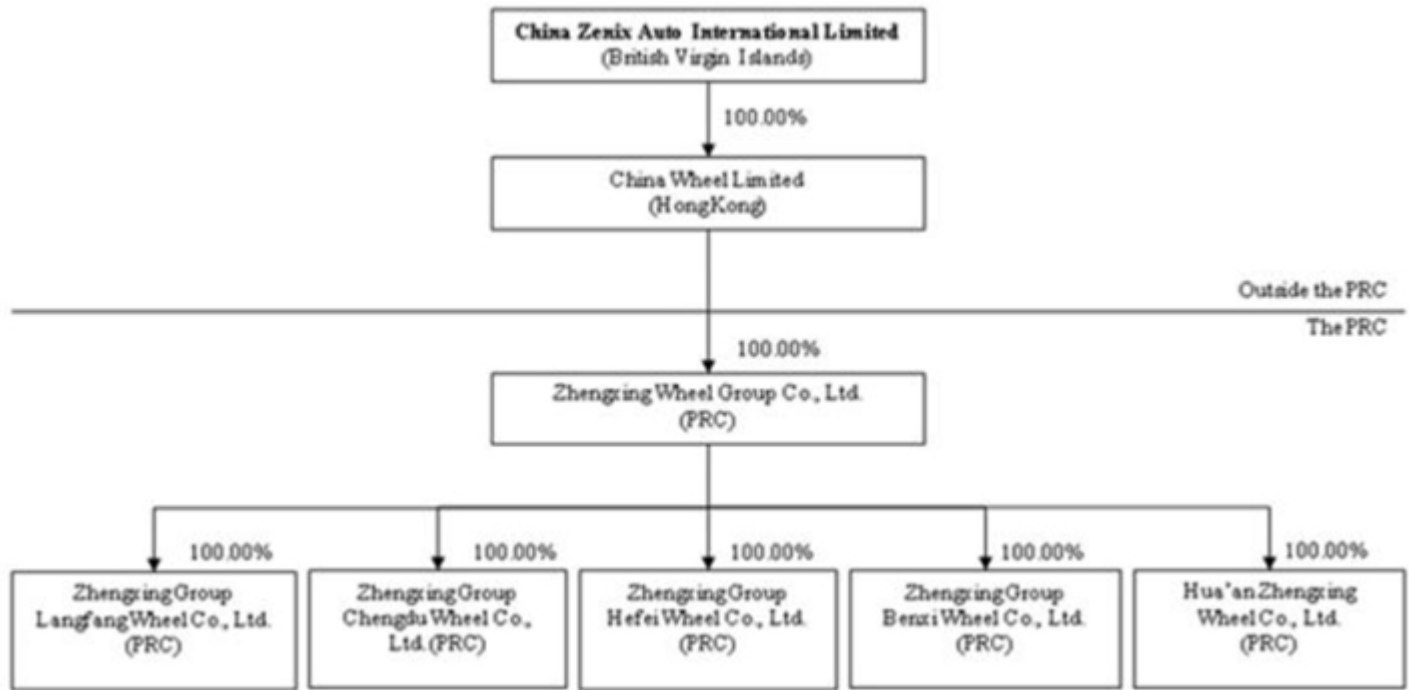 China Zenix Auto International Limited
(British Virgin Islands)
100.00%
China Wheel Limited
(HongKong)
Outside the PRC
The PRC
100.00%
Zhengxing Wheel Group Co., Ltd.
(PRC)
100.00%
100.00%
100.00%
100.00%
100.00%
Zhengxing Group
Langfang Wheel Co., Ltd.
(PRC)
Zhengxing Group
Chengdu Wheel Co.,
Ltd. (PRC)
Zhengxing Group
Hefei Wheel Co., Ltd.
(PRC)
Zhengxing Group
Benxi Wheel Co., Ltd.
(PRC)
Hua'an Zhengxing
Wheel Co., Ltd.
(PRC)